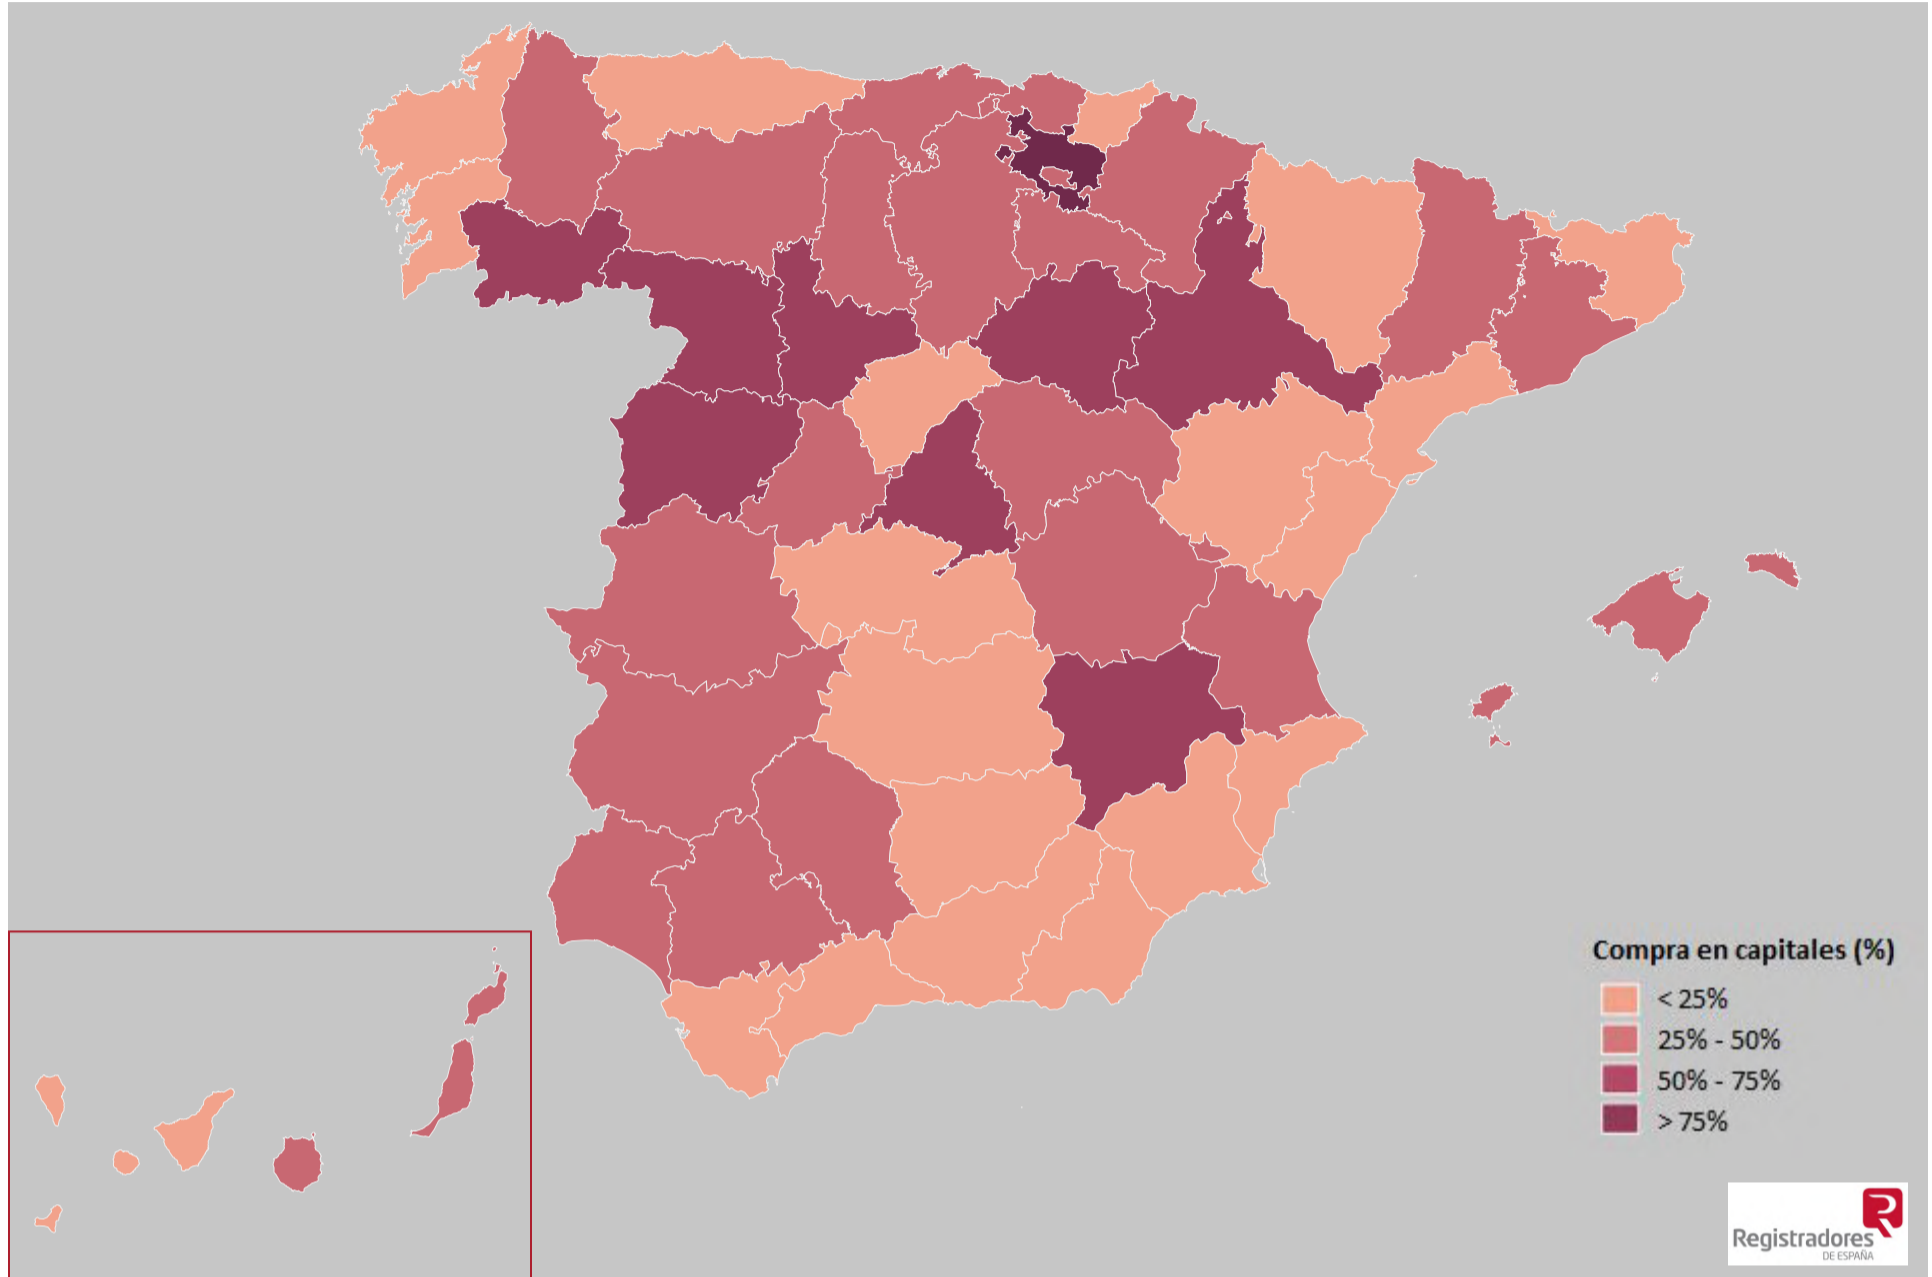 Compra en capitales (%)
< 25%
25% - 50%
50% - 75%
> 75%
Registradores
DE ESPAÑA